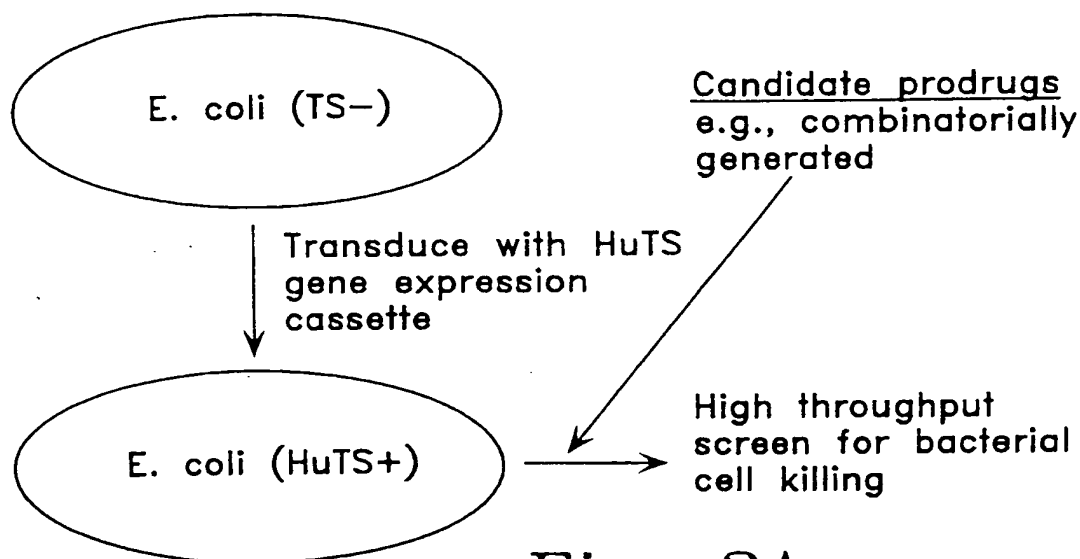 E. coli (TS−)
Candidate prodrugs
e.g., combinatorially
generated
Transduce with HuTS
gene expression
cassette
E. coli (HuTS+)
High throughput
screen for bacterial
cell killing